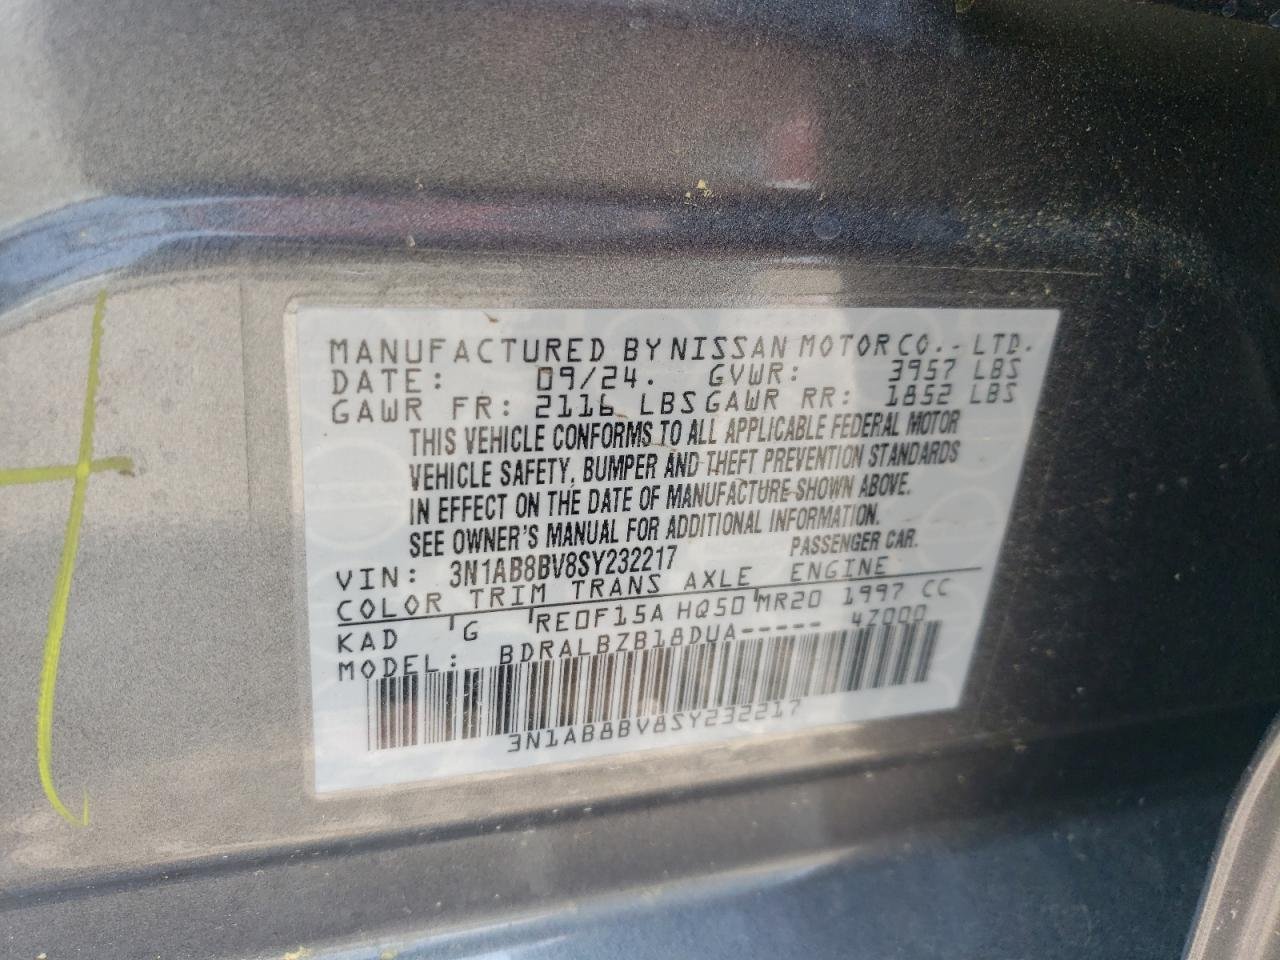 MANUFACTURED BY NISSAN MOTOR CO., LTD.
DATE: 09/24. GVWR: 3957 LBS
GAWR FR: 2116 LBS GAWR RR: 1852 LBS
THIS VEHICLE CONFORMS TO ALL APPLICABLE FEDERAL MOTOR
VEHICLE SAFETY, BUMPER AND THEFT PREVENTION STANDARDS
IN EFFECT ON THE DATE OF MANUFACTURE SHOWN ABOVE.
SEE OWNER'S MANUAL FOR ADDITIONAL INFORMATION.
VIN: 3N1AB8BV8SY232217 PASSENGER CAR.
COLOR TRIM TRANS AXLE ENGINE
KAD G RE0F15A HQ50 MR20 1997 CC
MODEL: BDRALBZB18DUA----- 4Z000
3N1AB8BV8SY232217